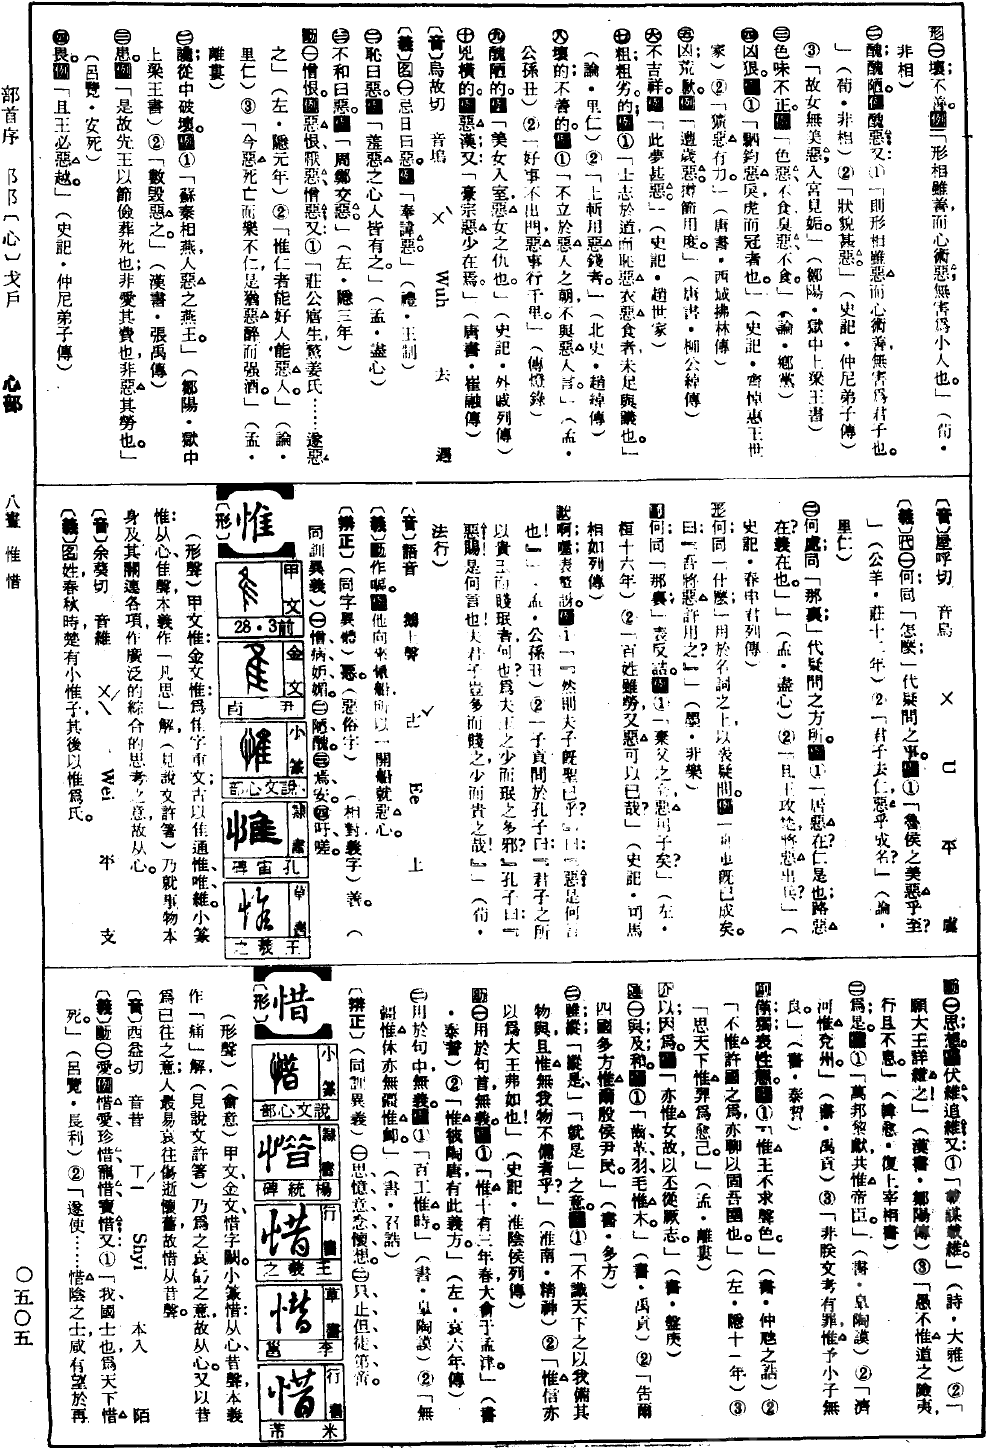 形㊀壞;不善例「形相雖善而心術惡,無害爲小人也。」(荀・
非相)
㊁醜;醜陋例醜惡又:①「則形相雖惡而心術善無害爲君子也。
」(荀・非相)②「狀貌甚惡。」(史記・仲尼弟子傳)
③「故女無美惡,入宮見妬。」(鄒陽・獄中上梁王書)
㊂色味不正。例「色惡,不食;臭惡,不食。」(論・鄉黨)
㊃凶狠。例①「駟鈞惡戾,虎而冠者也。」(史記・齊悼惠王世
家)②「獷惡有力」(唐書・西域拂林傳)
㊄凶荒;歉。例「遭歲惡,撙節用度。」(唐書・柳公綽傳)
㊅不吉祥。例「此夢甚惡。」(史記・趙世家)
㊆粗;粗劣的。例①「士志於道而恥惡衣惡食者,未足與議也。」
(論・里仁)②「上斬用惡錢者。」(北史・趙綽傳)
㊇壞的;不善的。例①「不立於惡人之朝,不與惡人言。」(孟・
公孫丑)②「好事不出門,惡事行千里。」(傳燈錄)
㊈醜陋的。例「美女入室,惡女之仇也。」(史記・外戚列傳)
㊉兇橫的。例惡漢又:「豪宗惡少在焉。」(唐書・崔融傳)
〔音〕烏故切 音塢 ㄨˋ Wuh 去 遇
〔義〕名㊀忌日曰惡。例「奉諱惡。」(禮・王制)
㊁恥曰惡。例「羞惡之心,人皆有之。」(孟・盡心)
㊂不和曰惡。例「周鄭交惡。」(左・隱三年)
動㊀憎;恨。例惡恨、厭惡、憎惡又:①「莊公寤生,驚姜氏……遂惡
之」(左・隱元年)②「惟仁者能好人,能惡人。」(論・
里仁)③「今惡死亡而樂不仁,是猶惡醉而强酒。」(孟・
離婁)
㊁讒;從中破壞。例①「蘇秦相燕,人惡之燕王」(鄒陽・獄中
上梁王書)②「數毀惡之。」(漢書・張禹傳)
㊂患。例「是故先王以節儉葬死也;非愛其費也,非惡其勞也。」
(呂覽・安死)
㊃畏。例「且王必惡越。」(史記・仲尼弟子傳)
〔音〕屋呼切 音烏 ㄨ 平 虞
〔義〕代㊀何;同「怎麼」代疑問之事。例①「魯侯之美惡乎至?
」(公羊・莊十二年)②「君子去仁,惡乎成名?」(論・
里仁)
㊁何處;同「那裏」代疑問之方所。例①「居惡在?仁是也;路惡
在?義在也。」」(孟・盡心)②「且王攻楚,將惡出兵?」(
史記・春申君列傳)
形何;同「什麼」用於名詞之上以表疑問。例
曰:『吾將惡許用之?』」(墨・非樂)
副何;同「那裏」表反詰。例①「棄父之命,惡用子矣?」(左・
桓十六年)②「百姓雖勞,又惡可以已哉?」(史記・司馬
相如列傳)
歎啊;嚄!表驚訝。例①「『然則夫子旣聖乎?』曰:『惡!是何言
也!』」孟・公孫丑)②「子貢問於孔子曰:『君子之所
以貴玉而賤珉者,何也?爲夫玉之少而珉之多邪?』孔子曰:『
惡!賜!是何言也!夫君子豈多而賤之,少而貴之哉!』」(荀・
法行)
〔音〕語音 鵝上聲 ㄜˇ Ee 上
〔義〕動作嘔。例他向來懶船,所以一開船就惡心。
〔辨正〕(同字異體)惡。(惡俗字) (相對義字)善。(
同訓異義)㊀憎、病、妬、媢。㊁陋、醜。㊂焉、安。㊃吁、嗟。
【惟】
〔形〕
甲文 前3・28
金文 尹卣
小篆 說文心部
隸書 孔宙碑
草書 王羲之
(形聲)甲文惟;金文惟爲隹字重文;古以隹通惟、唯、維。小篆
惟:从心,隹聲。本義作「凡思」解(見說文許箸)乃就事物本
身及其關連各項,作廣泛的綜合的思考之意,故从心。
〔音〕余葵切 音維 ㄨㄟˊ Wei 平 支
〔義〕名姓,春秋時楚有小惟子,其後以惟爲氏。
動㊀思;想。例伏維、追維又:①「載謀載維。」(詩・大雅)②「
願大王詳維之。」(漢書・鄒陽傳)③「愚不惟道之險夷,
行且不息。」(韓愈・復上宰相書)
㊁爲;是。例①「萬邦黎獻,共惟帝臣。」(書・皐陶謨)②「濟
河惟兗州。」(書・禹貢)③「非朕文考有罪,惟予小子無
良。」(書・泰誓)
副僅;獨。表性態。例①「惟王不求聲色。」(書・仲虺之誥)②
「不惟許國之爲,亦聊以固吾圉也。」(左・隱十一年)③
「思天下惟羿爲愈己。」(孟・離婁)
介以;因爲。例「亦惟女故,以丕從厥志。」(書・盤庚)
連㊀與;及;和。例①「齒革羽毛惟木。」(書・禹貢)②「告爾
四國多方惟爾殷侯尹民。」(書・多方)
㊁雖;縱;「縱是」、「就是」之意。例①「不識天下之以我備其
物與?且惟無我,物不備者乎?」(淮南・精神)②「惟信亦
以爲大王弗如也。」(史記・淮陰侯列傳)
助㊀用於句首,無義。例①「惟十有三年春,大會于孟津。」(書
・泰誓)②「惟彼陶唐,有此義方。」(左・哀六年傳)
㊁用於句中,無義。例①「百工惟時。」(書・皐陶謨)②「無
疆惟休,亦無疆惟卹。」(書・召誥)
〔辨正〕(同訓異義)㊀思、憶、意、念、懷、想。㊁只、止、但、徒、第、啻。
【惜】
〔形〕
小篆 說文心部
隸書 楊統碑
行書 王羲之
草書 李邕
行書 米芾
(形聲)(會意)甲文、金文惜字闕。小篆惜:从心,昔聲。本義
作「痛」解(見說文許箸)乃爲之哀傷之意,故从心。又以昔
爲已往之意,人最易哀往傷逝懷舊,故惜从昔聲。
〔音〕西益切 音昔 ㄒㄧ Shyi 本入 陌
〔義〕動㊀愛。例惜愛、珍惜、寵惜、寶惜又:①「我國士也,爲天下惜
死。」(呂覽・長利)②「遂使……惜陰之士,咸有望於再
部首序 卩阝〔心〕戈戶 心部 八畫 惟惜 ○五○五